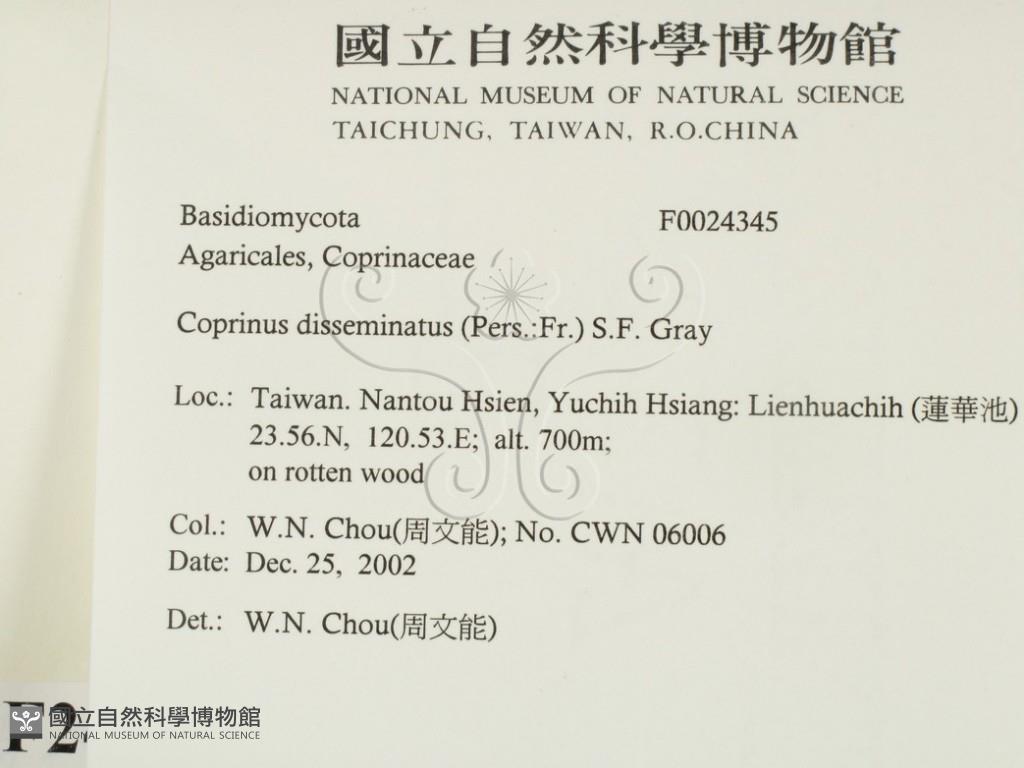 國立自然科學博物館
NATIONAL MUSEUM OF NATURAL SCIENCE
TAICHUNG, TAIWAN, R.O.CHINA
Basidiomycota F0024345
Agaricales, Coprinaceae
Coprinus disseminatus (Pers.:Fr.) S.F. Gray
Loc.: Taiwan. Nantou Hsien, Yuchih Hsiang: Lienhuachih (蓮華池)
23.56.N, 120.53.E; alt. 700m;
on rotten wood
Col.: W.N. Chou(周文能); No. CWN 06006
Date: Dec. 25, 2002
Det.: W.N. Chou(周文能)
F2
國立自然科學博物館
NATIONAL MUSEUM OF NATURAL SCIENCE